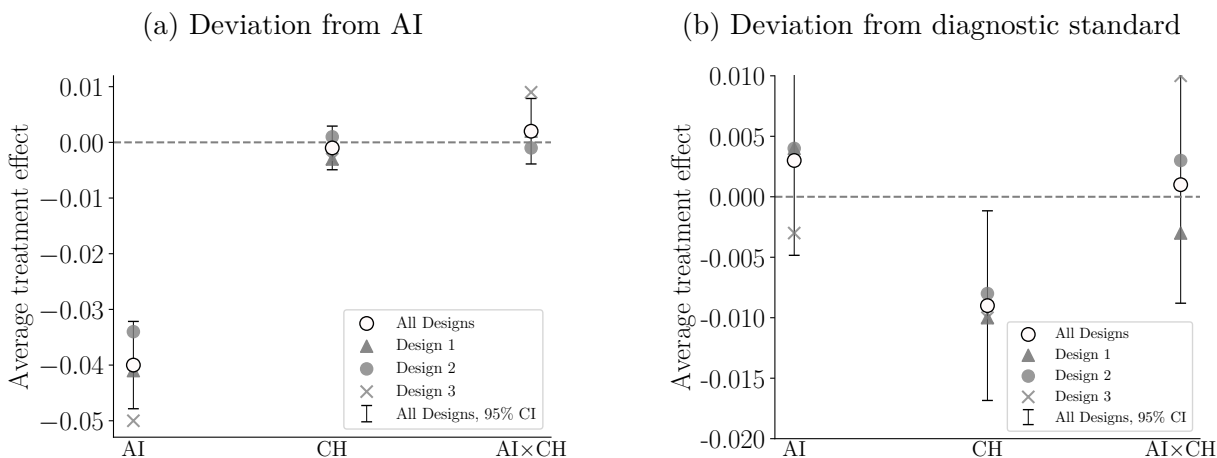 (a) Deviation from AI
Average treatment effect
0.01
0.00
−0.01
−0.02
−0.03
−0.04
−0.05
AI
CH
AI×CH
All Designs
Design 1
Design 2
Design 3
All Designs, 95% CI
(b) Deviation from diagnostic standard
Average treatment effect
0.010
0.005
0.000
-0.005
-0.010
-0.015
-0.020
AI
CH
AI×CH
All Designs
Design 1
Design 2
Design 3
All Designs, 95% CI